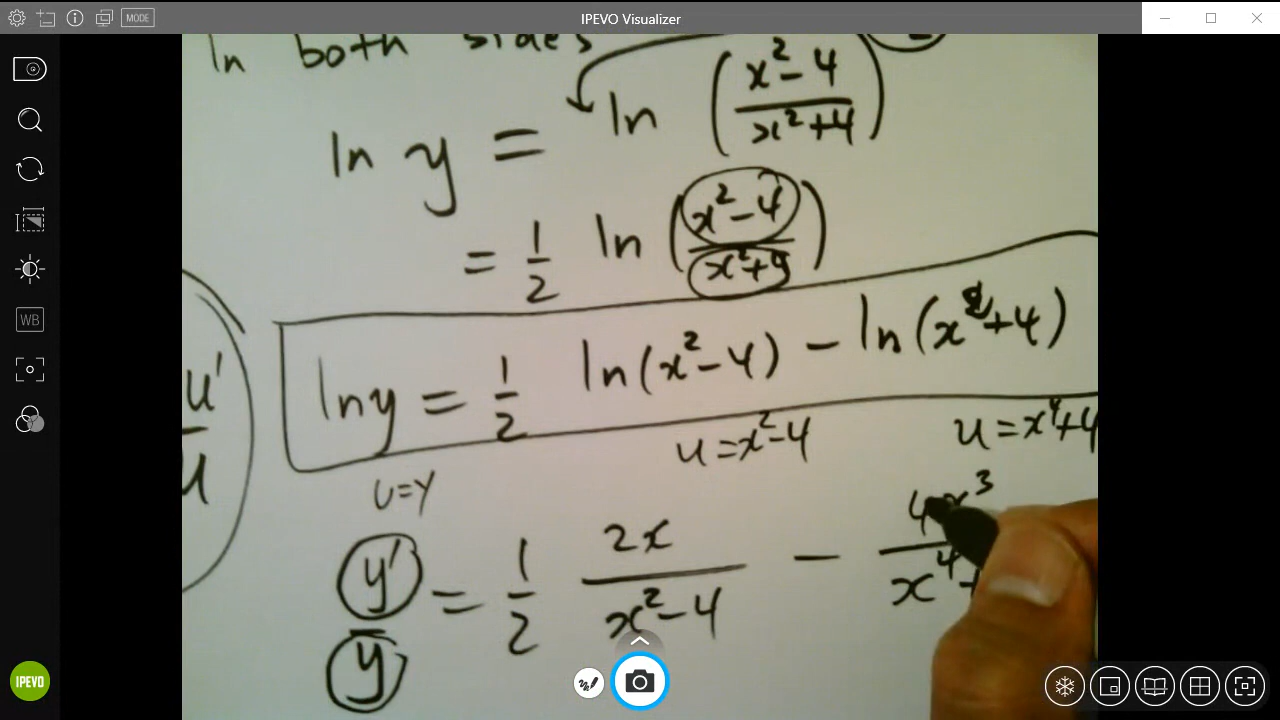 IPEVO Visualizer
MODE
ln both sides
ln y = ln (x²-4 / x²+4)
= 1/2 ln (x²-4 / x²+4)
ln y = 1/2 ln(x²-4) - ln(x +4)
u'/u
u=x²-4
u=x⁴+4
u=y
y'/y = 1/2 2x / x²-4 - 4x³ / x⁴+
WB
IPEVO